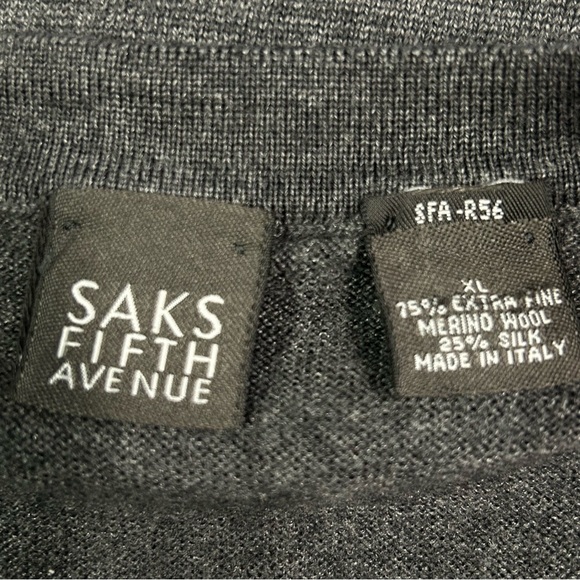 SAKS
FIFTH
AVENUE
SFA-R56
XL
75% EXTRA FINE
MERINO WOOL
25% SILK
MADE IN ITALY